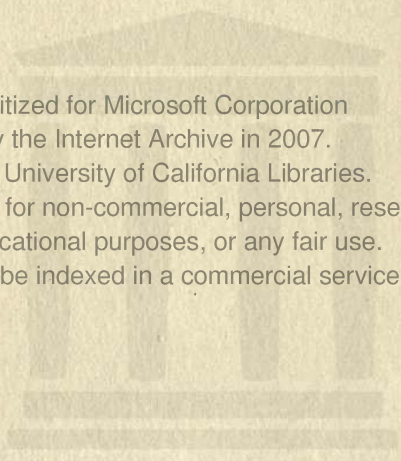 itized for Microsoft Corporation
the Internet Archive in 2007.
University of California Libraries.
for non-commercial, personal, rese
cational purposes, or any fair use.
be indexed in a commercial service